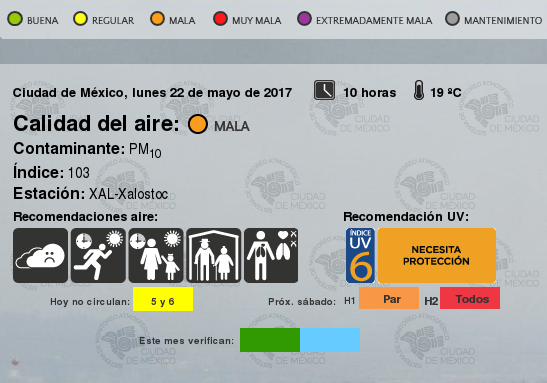 BUENA REGULAR MALA MUY MALA EXTREMADAMENTE MALA MANTENIMIENTO
Ciudad de México, lunes 22 de mayo de 2017 10 horas 19 ºC
Calidad del aire: MALA
Contaminante: PM10
Índice: 103
Estación: XAL-Xalostoc
Recomendaciones aire: Recomendación UV:
ÍNDICE
UV
6
NECESITA
PROTECCIÓN
Hoy no circulan: 5 y 6 Próx. sábado: H1 Par H2 Todos
Este mes verifican:
MONITOREO ATMOSFÉRICO
CIUDAD
DE MÉXICO